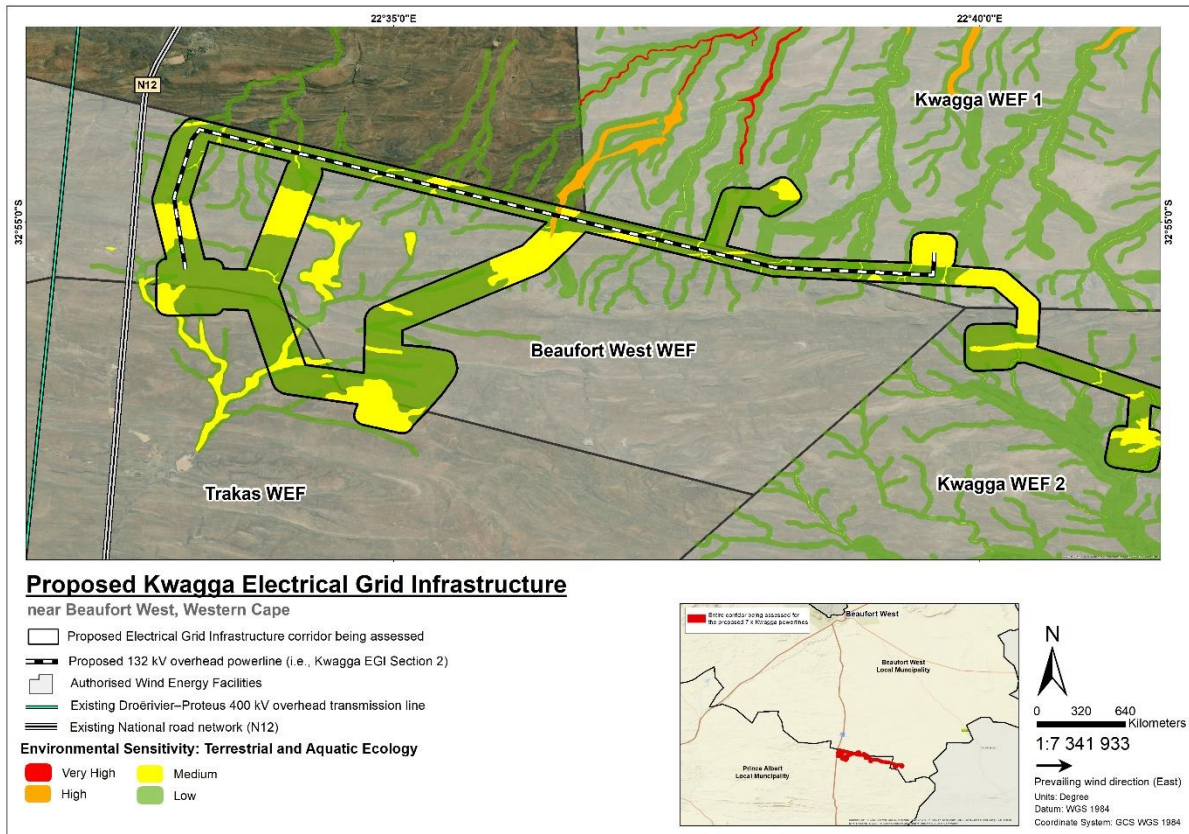 22°35'0"E
22°40'0"E
N12
Kwagga WEF 1
32°55'0"S
32°55'0"S
Beaufort West WEF
Trakas WEF
Kwagga WEF 2
Proposed Kwagga Electrical Grid Infrastructure
near Beaufort West, Western Cape
Proposed Electrical Grid Infrastructure corridor being assessed
Proposed 132 kV overhead powerline (i.e., Kwagga EGI Section 2)
Authorised Wind Energy Facilities
Existing Droërivier–Proteus 400 kV overhead transmission line
Existing National road network (N12)
Environmental Sensitivity: Terrestrial and Aquatic Ecology
Very High
Medium
High
Low
Entire corridor being assessed for
the proposed 7 x Kwagga powerlines
Beaufort West
Beaufort West
Local Municipality
Prince Albert
Local Muncipality
N
0 320 640
Kilometers
1:7 341 933
Prevailing wind direction (East)
Units: Degree
Datum: WGS 1984
Coordinate System: GCS WGS 1984